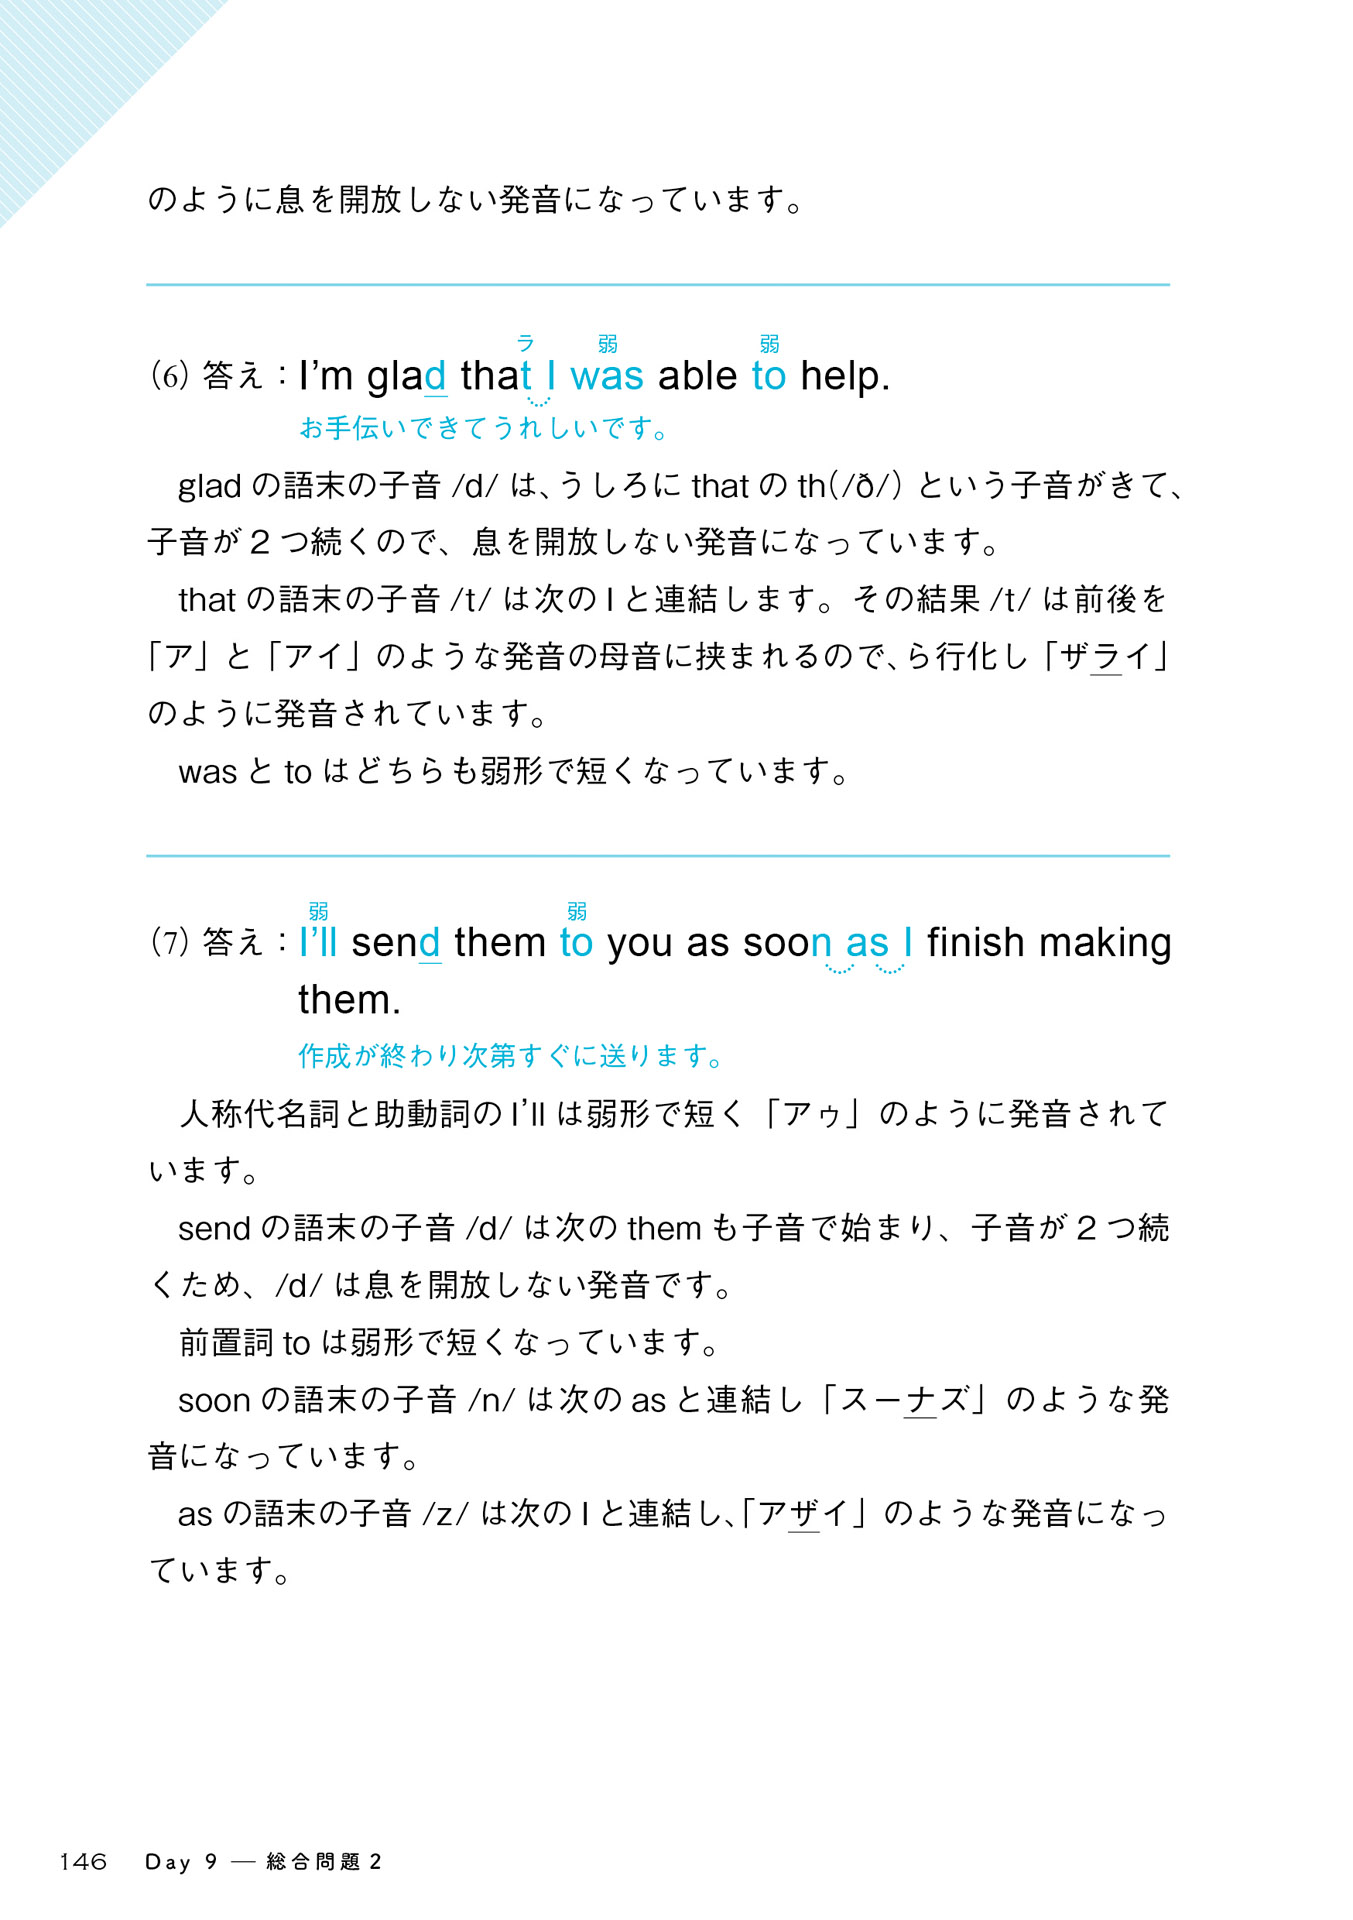 のように息を開放しない発音になっています。
ラ 弱 弱
(6) 答え：I’m glad that I was able to help.
お手伝いできてうれしいです。
glad の語末の子音 /d/ は、うしろに that の th(/ð/) という子音がきて、
子音が 2 つ続くので、息を開放しない発音になっています。
that の語末の子音 /t/ は次の I と連結します。その結果 /t/ は前後を
「ア」と「アイ」のような発音の母音に挟まれるので、ら行化し「ザライ」
のように発音されています。
was と to はどちらも弱形で短くなっています。
弱 弱
(7) 答え：I’ll send them to you as soon as I finish making
them.
作成が終わり次第すぐに送ります。
人称代名詞と助動詞の I’ll は弱形で短く「アゥ」のように発音されて
います。
send の語末の子音 /d/ は次の them も子音で始まり、子音が 2 つ続
くため、/d/ は息を開放しない発音です。
前置詞 to は弱形で短くなっています。
soon の語末の子音 /n/ は次の as と連結し「スーナズ」のような発
音になっています。
as の語末の子音 /z/ は次の I と連結し、「アザイ」のような発音になっ
ています。
146 Day 9 — 総合問題 2